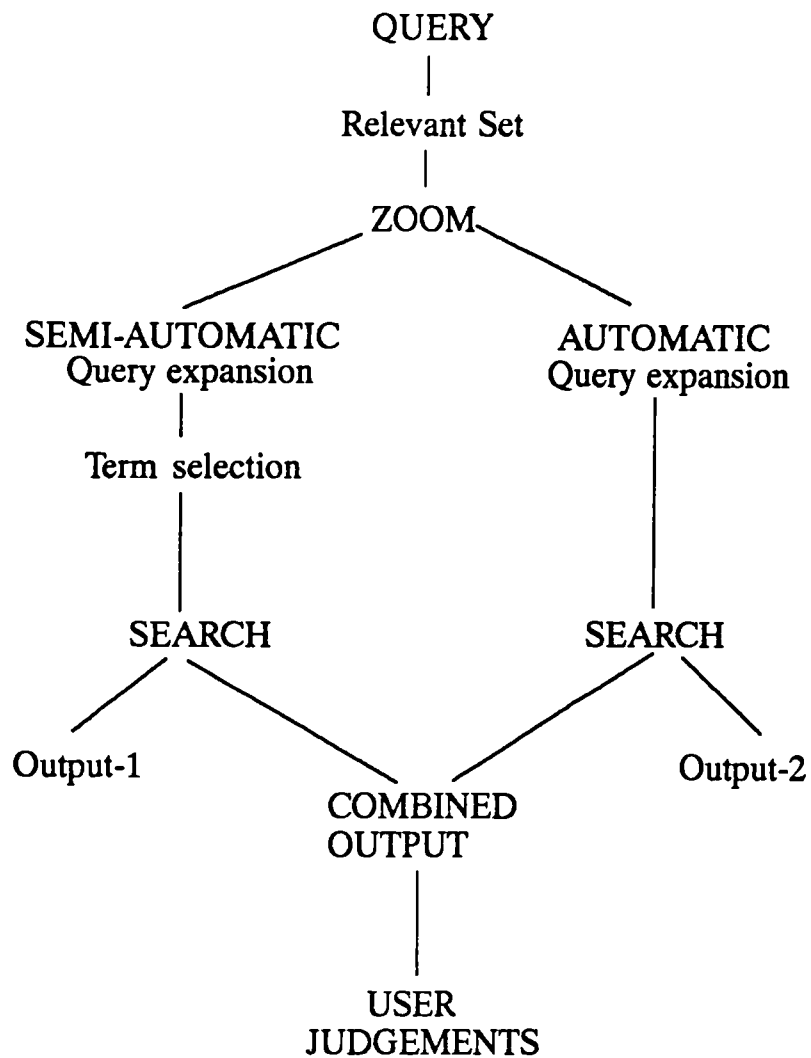 QUERY
Relevant Set
ZOOM
SEMI-AUTOMATIC
Query expansion
AUTOMATIC
Query expansion
Term selection
SEARCH
SEARCH
Output-1
Output-2
COMBINED
OUTPUT
USER
JUDGEMENTS